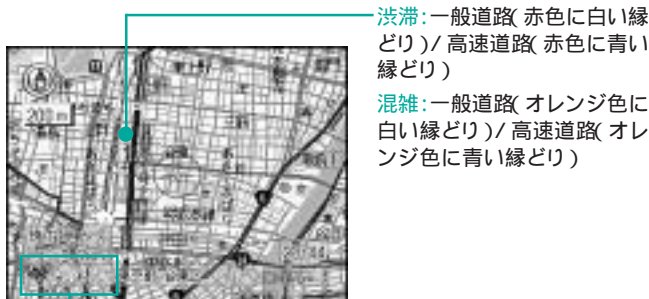 渋滞:一般道路( 赤色に白い縁
どり )/ 高速道路( 赤色に青い
縁どり )
混雑:一般道路( オレンジ色に
白い縁どり )/ 高速道路( オレ
ンジ色に青い縁どり )
200 m